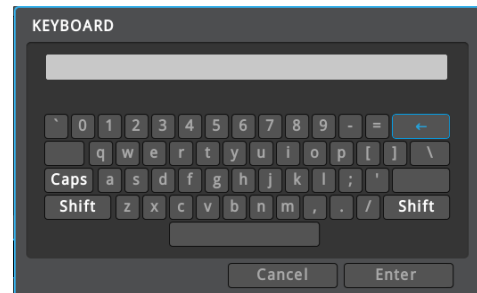 KEYBOARD
` 0 1 2 3 4 5 6 7 8 9 - = ←
q w e r t y u i o p [ ] \
Caps a s d f g h j k l ; '
Shift z x c v b n m , . / Shift
Cancel Enter